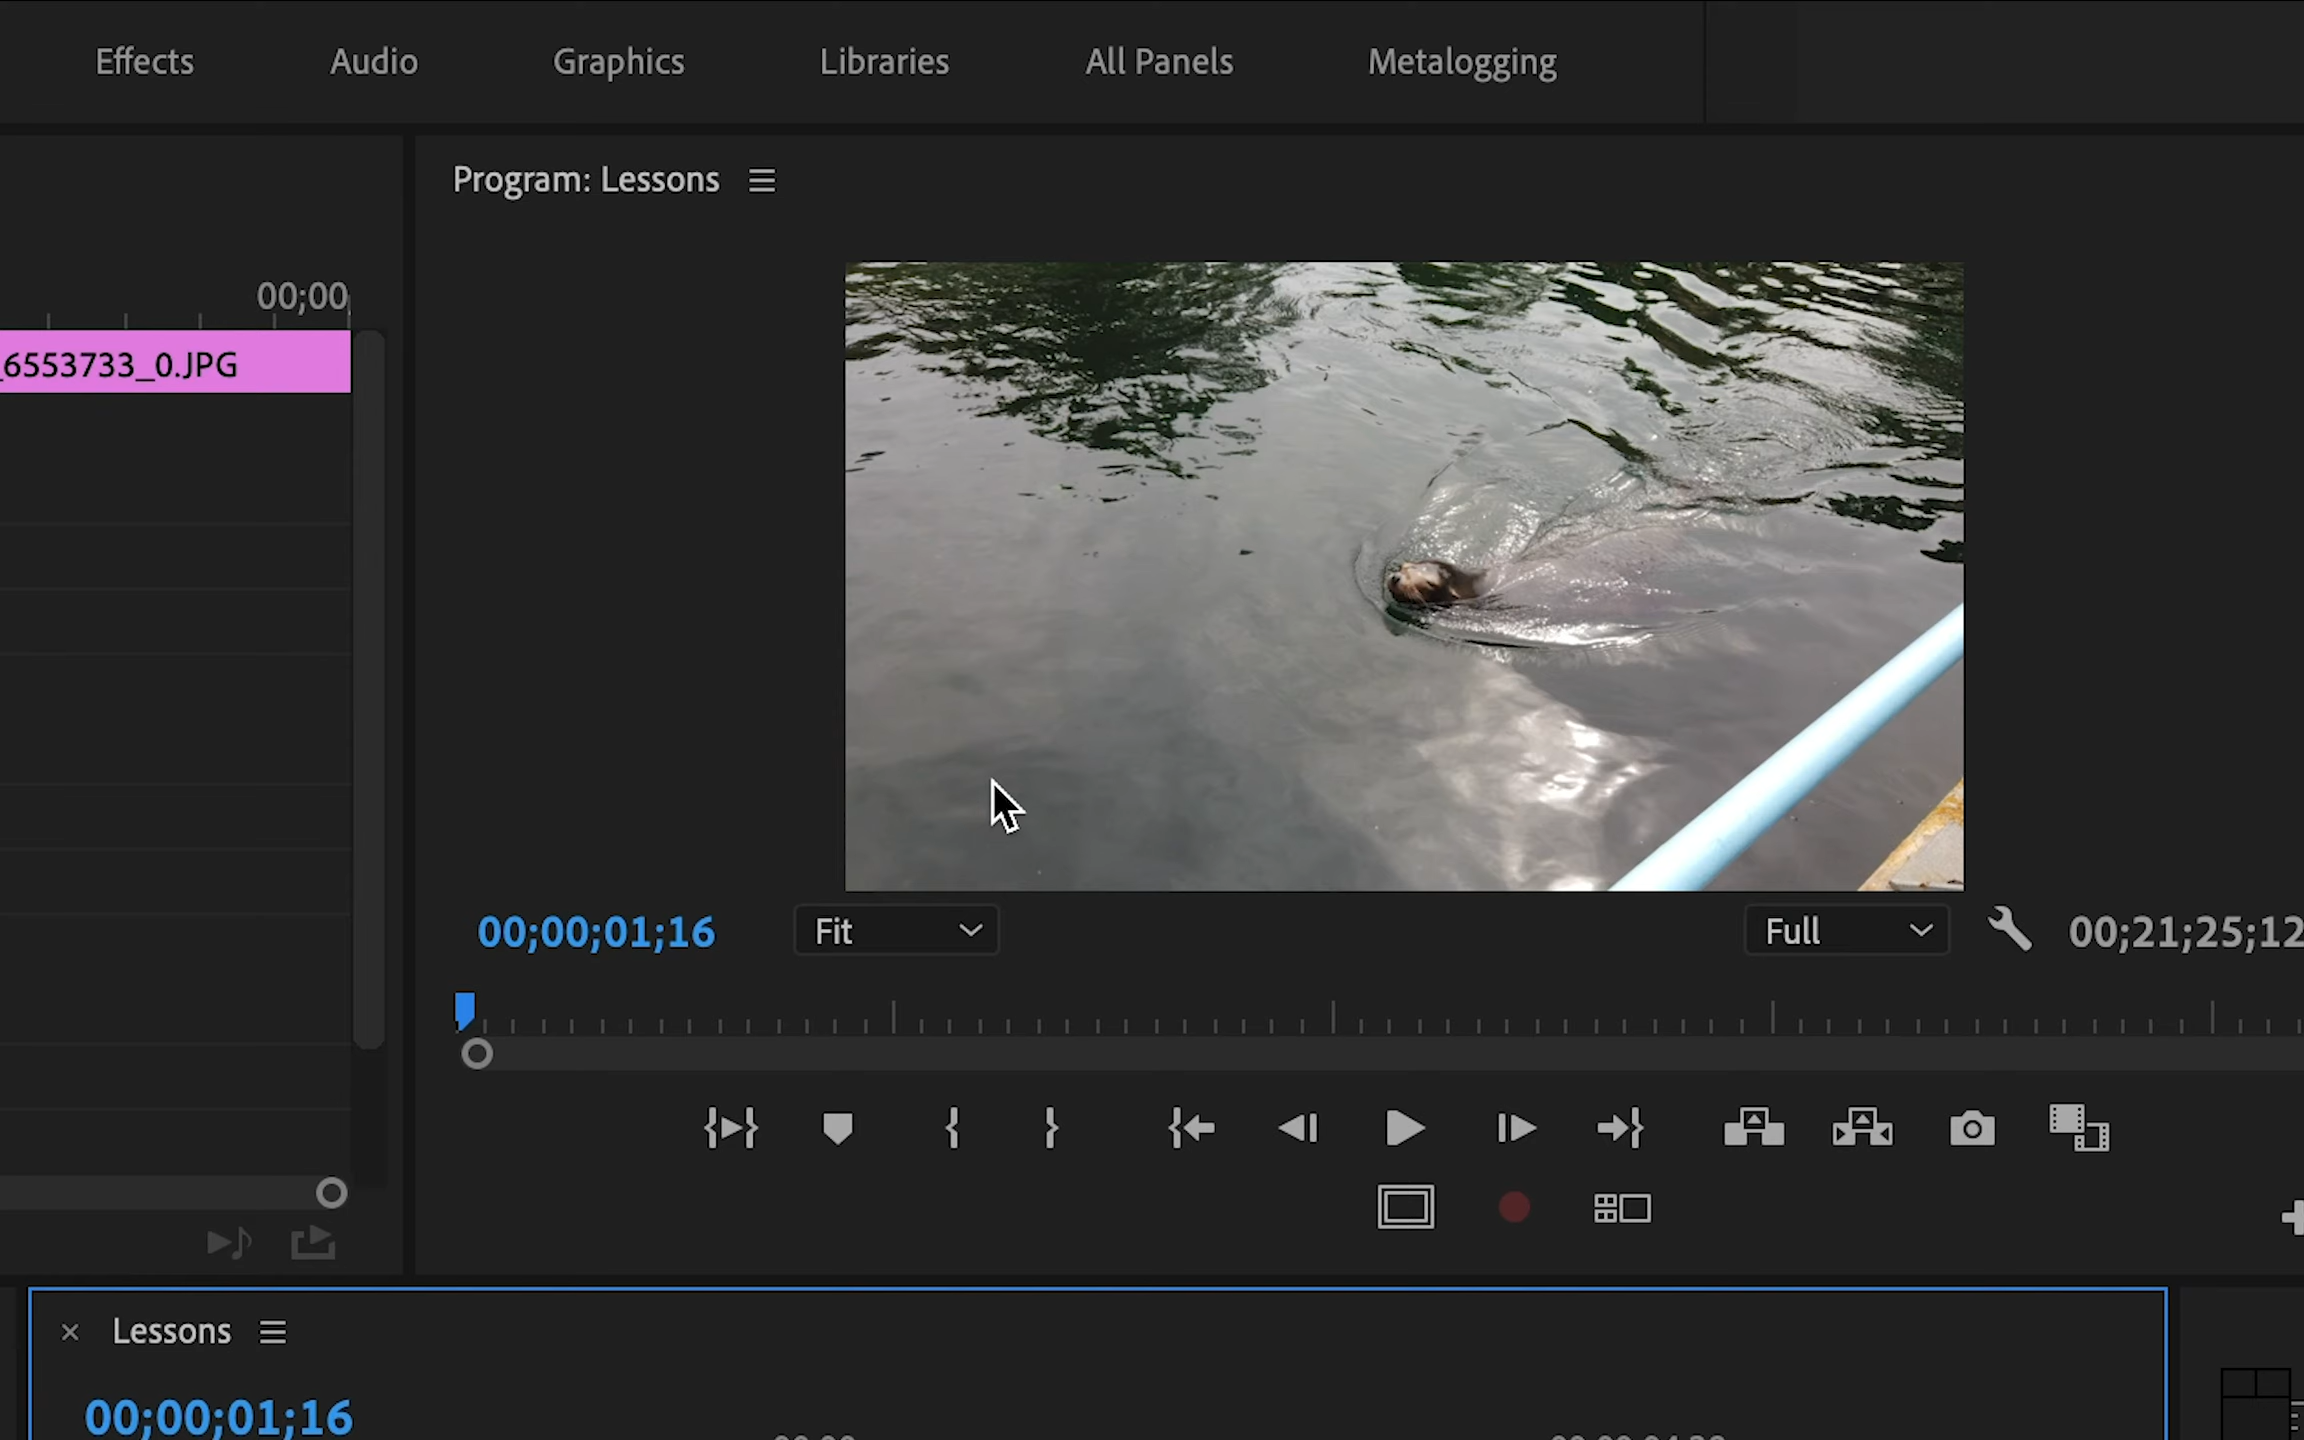 Effects Audio Graphics Libraries All Panels Metalogging
Program: Lessons
00;00
_6553733_0.JPG
00;00;01;16 Fit Full 00;21;25;12
Lessons
00;00;01;16